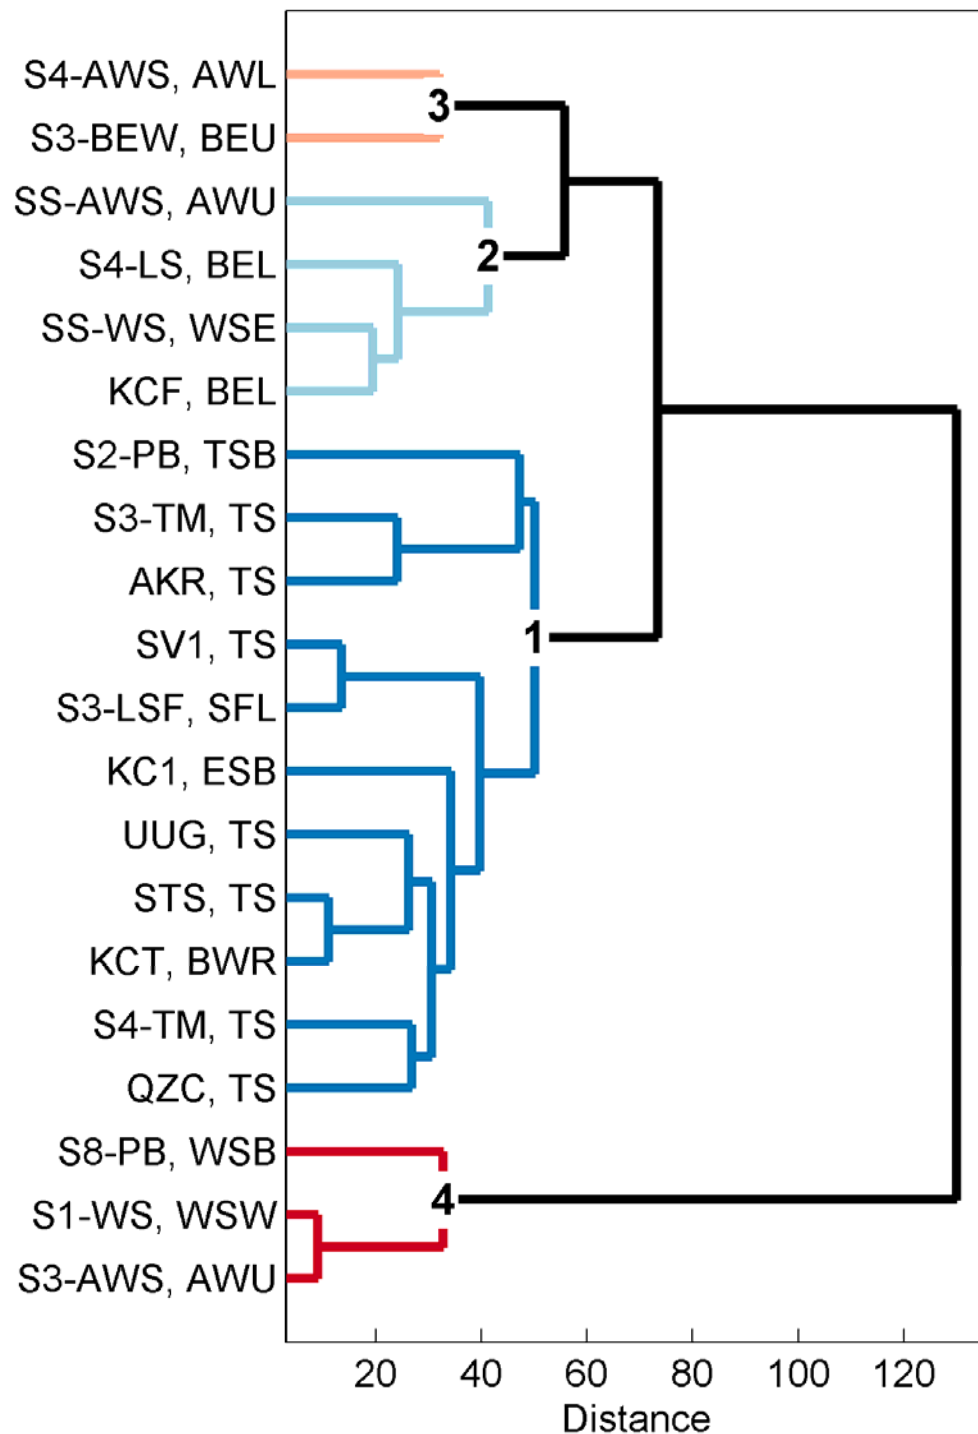 S4-AWS, AWL
3
S3-BEW, BEU
SS-AWS, AWU
2
S4-LS, BEL
SS-WS, WSE
KCF, BEL
S2-PB, TSB
S3-TM, TS
AKR, TS
1
SV1, TS
S3-LSF, SFL
KC1, ESB
UUG, TS
STS, TS
KCT, BWR
S4-TM, TS
QZC, TS
S8-PB, WSB
4
S1-WS, WSW
S3-AWS, AWU
20 40 60 80 100 120
Distance